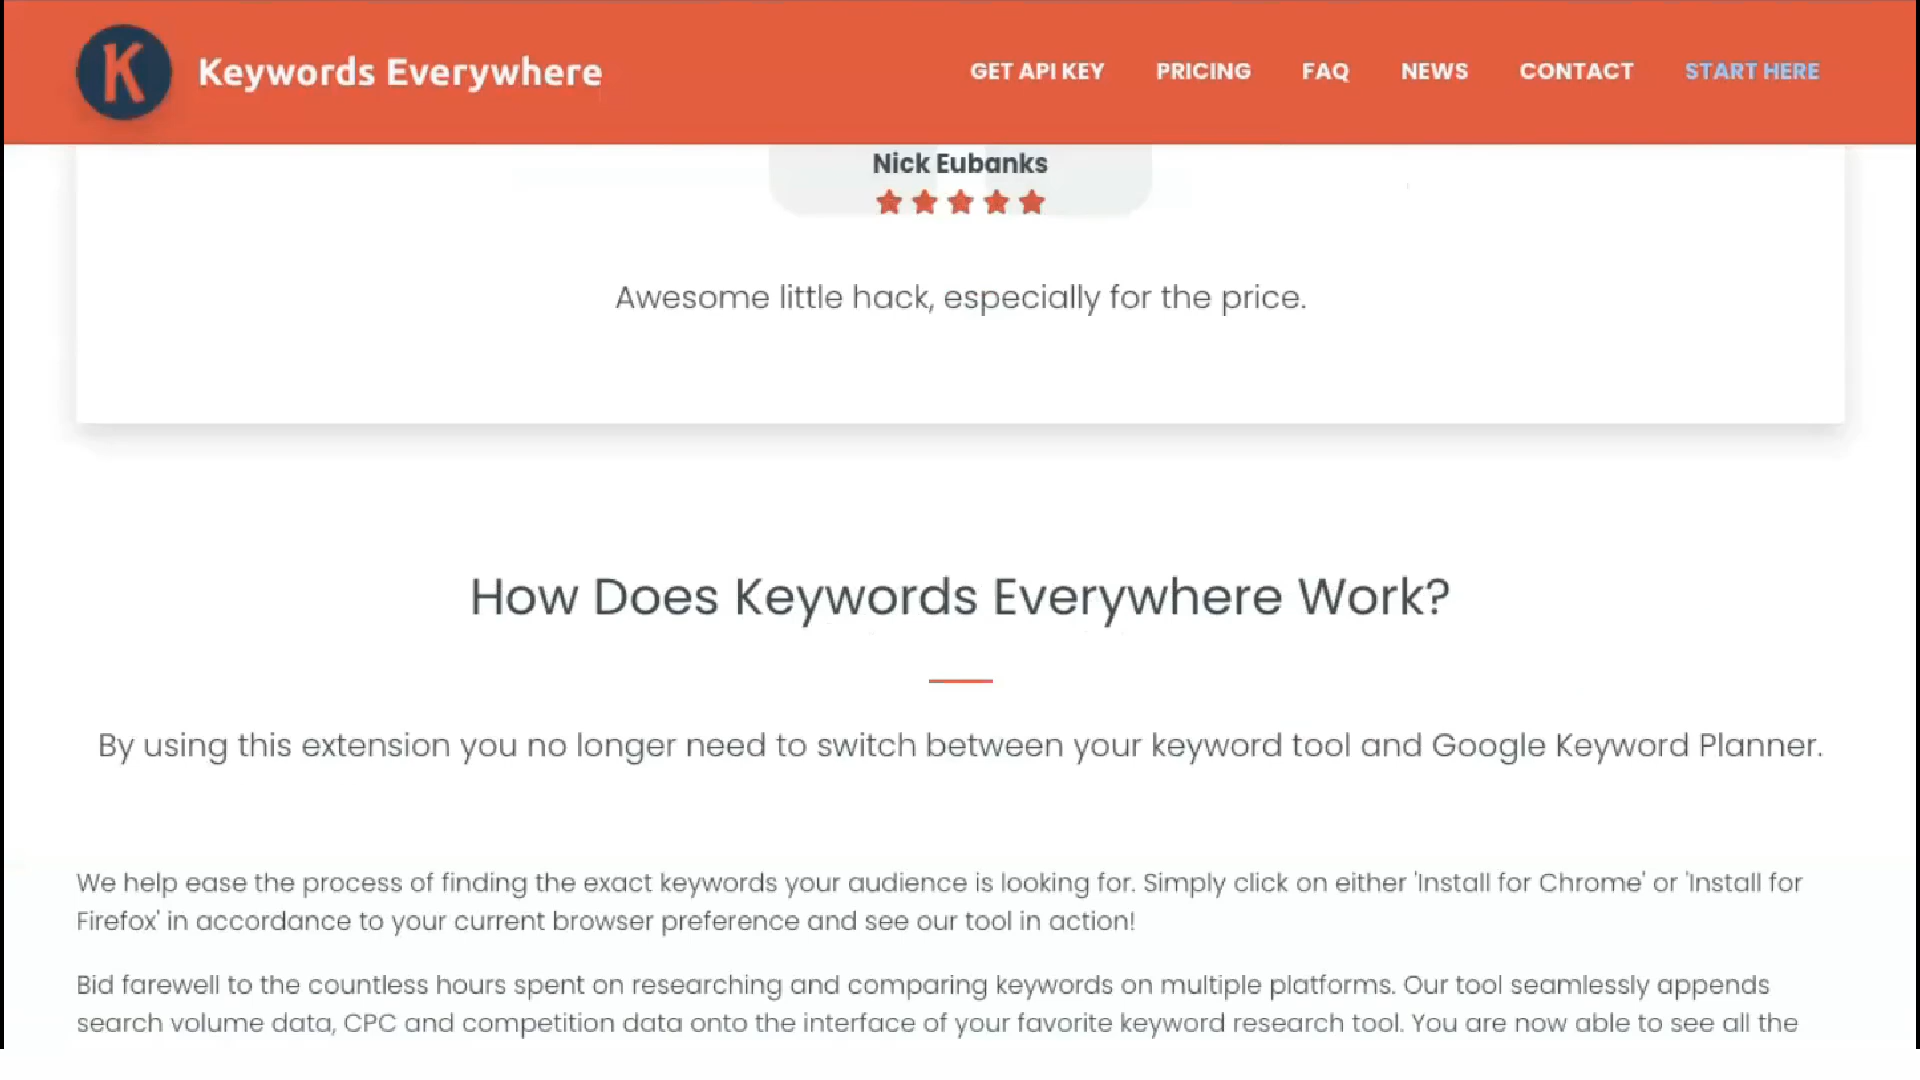 K
Keywords Everywhere
GET API KEY PRICING FAQ NEWS CONTACT START HERE
Nick Eubanks
Awesome little hack, especially for the price.
How Does Keywords Everywhere Work?
By using this extension you no longer need to switch between your keyword tool and Google Keyword Planner.
We help ease the process of finding the exact keywords your audience is looking for. Simply click on either 'Install for Chrome' or 'Install for
Firefox' in accordance to your current browser preference and see our tool in action!
Bid farewell to the countless hours spent on researching and comparing keywords on multiple platforms. Our tool seamlessly appends
search volume data, CPC and competition data onto the interface of your favorite keyword research tool. You are now able to see all the